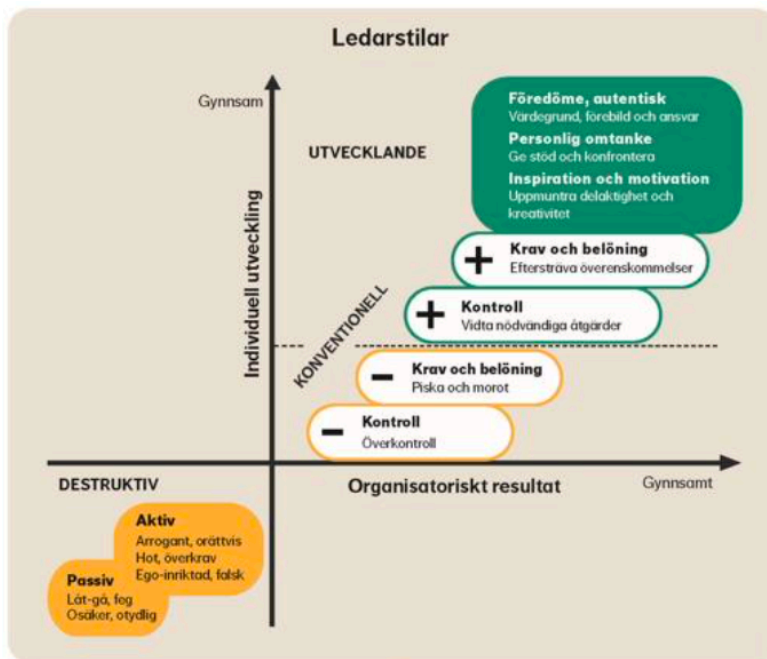 Ledarstilar
Gynnsam
Individuell utveckling
UTVECKLANDE
Föredöme, autentisk
Värdegrund, förebild och ansvar
Personlig omtanke
Ge stöd och konfrontera
Inspiration och motivation
Uppmuntra delaktighet och
kreativitet
+ Krav och belöning
Eftersträva överenskommelser
+ Kontroll
Vidta nödvändiga åtgärder
KONVENTIONELL
– Krav och belöning
Piska och morot
– Kontroll
Överkontroll
DESTRUKTIV
Organisatoriskt resultat
Gynnsamt
Aktiv
Arrogant, orättvis
Hot, överkrav
Ego-inriktad, falsk
Passiv
Låt-gå, feg
Osäker, otydlig